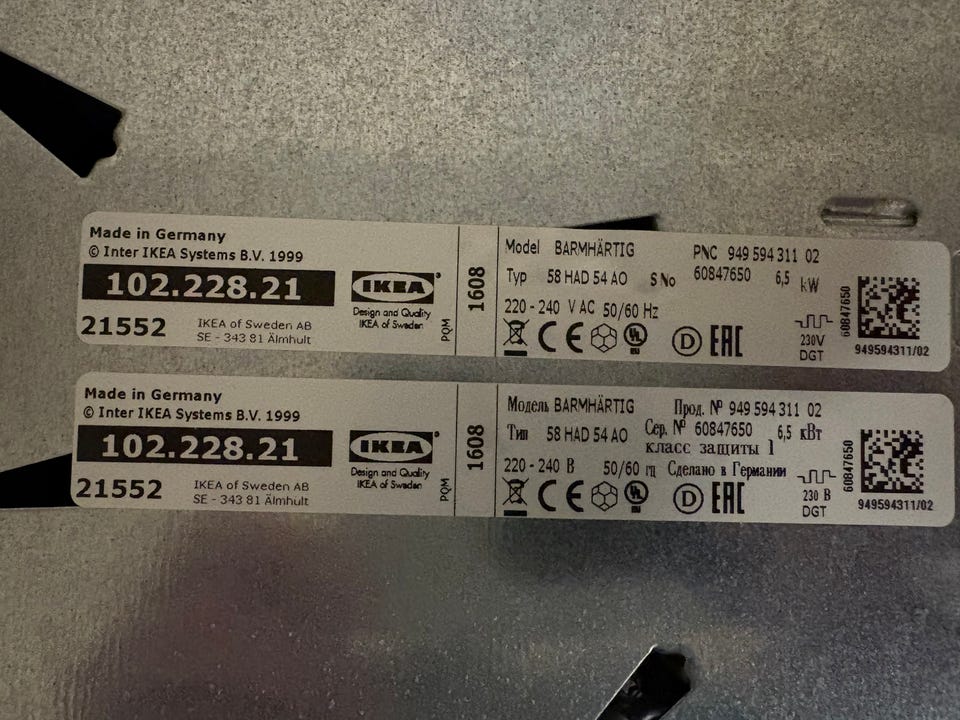 Made in Germany
© Inter IKEA Systems B.V. 1999
102.228.21
21552
IKEA of Sweden AB
SE - 343 81 Älmhult
IKEA®
Design and Quality
IKEA of Sweden
PQM
1608
Model BARMHÄRTIG PNC 949 594 311 02
Typ 58 HAD 54 AO S No 60847650 6,5 kW
220 - 240 V AC 50/60 Hz
CE UL D EAC
230V
DGT
60847650
949594311/02
Made in Germany
© Inter IKEA Systems B.V. 1999
102.228.21
21552
IKEA of Sweden AB
SE - 343 81 Älmhult
IKEA®
Design and Quality
IKEA of Sweden
PQM
1608
Модель BARMHÄRTIG Прод. № 949 594 311 02
Тип 58 HAD 54 AO Сер. № 60847650 6,5 кВт
класс защиты 1
220 - 240 В 50/60 гц Сделано в Германии
CE UL D EAC
230 В
DGT
60847650
949594311/02